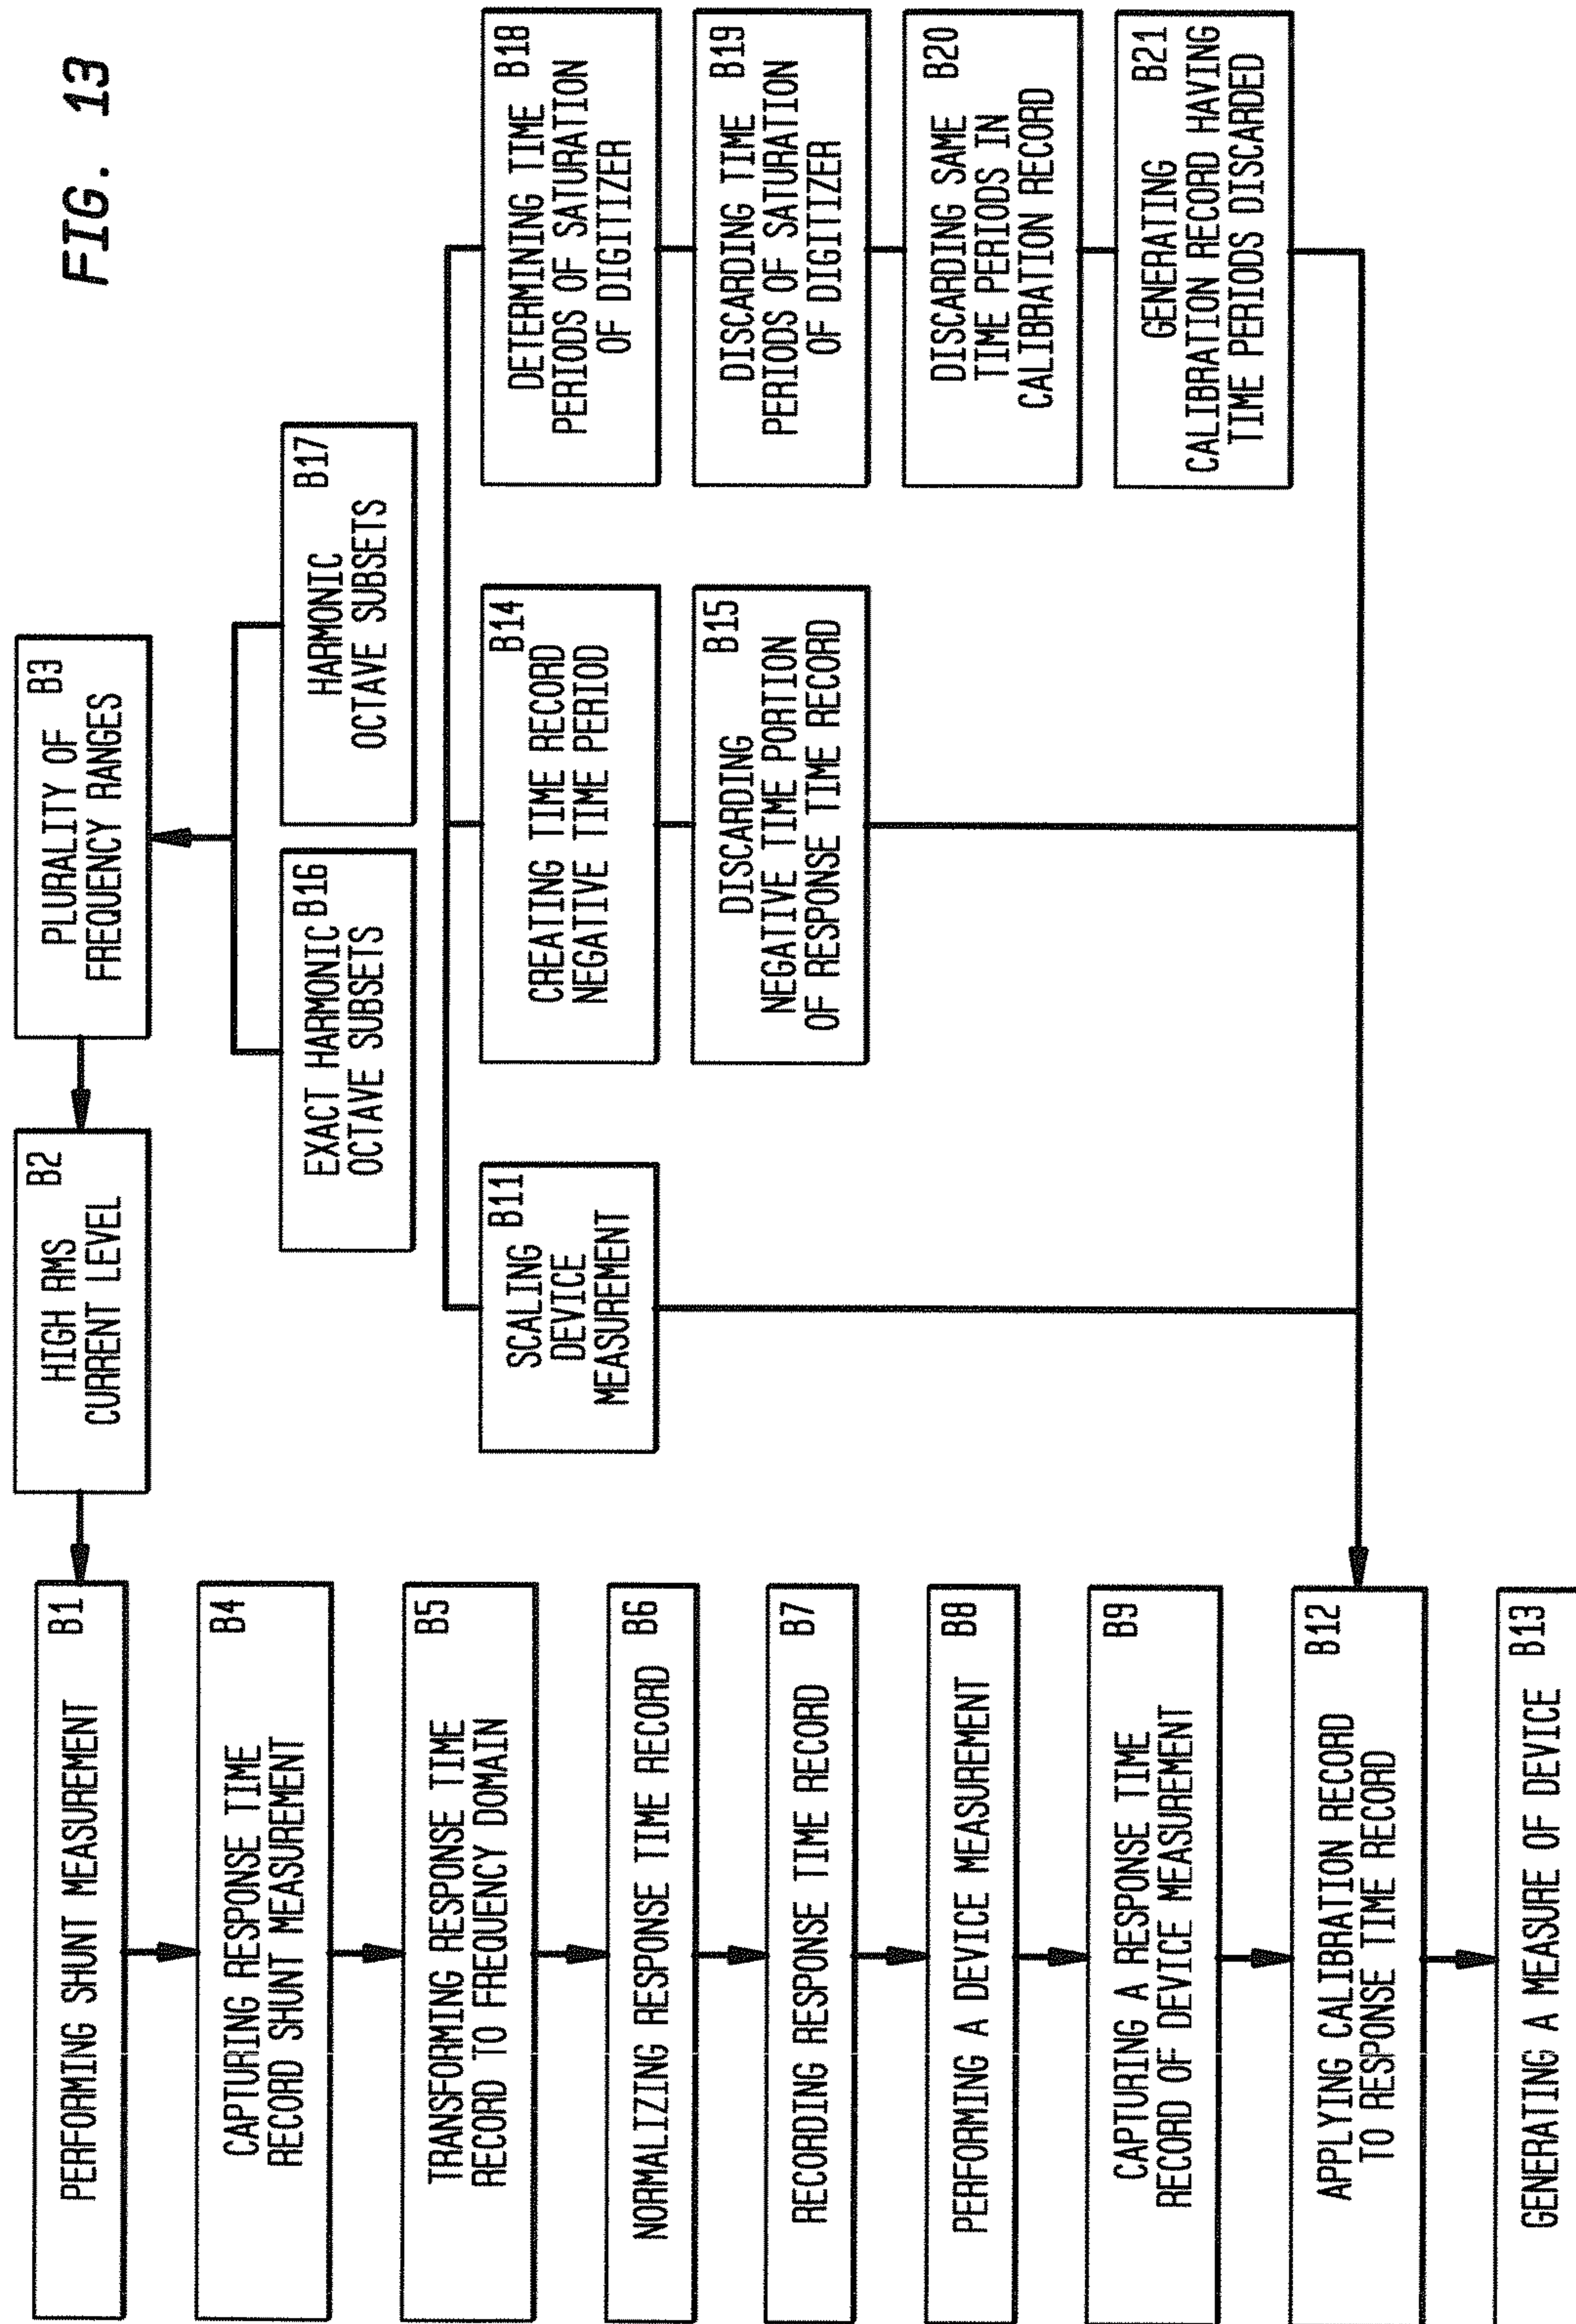 FIG. 13
PERFORMING SHUNT MEASUREMENT B1
HIGH RMS B2
CURRENT LEVEL
PLURALITY OF B3
FREQUENCY RANGES
CAPTURING RESPONSE TIME B4
RECORD SHUNT MEASUREMENT
TRANSFORMING RESPONSE TIME B5
RECORD TO FREQUENCY DOMAIN
NORMALIZING RESPONSE TIME RECORD B6
RECORDING RESPONSE TIME RECORD B7
PERFORMING A DEVICE MEASUREMENT B8
CAPTURING A RESPONSE TIME B9
RECORD OF DEVICE MEASUREMENT
APPLYING CALIBRATION RECORD B12
TO RESPONSE TIME RECORD
GENERATING A MEASURE OF DEVICE B13
EXACT HARMONIC B16
OCTAVE SUBSETS
B17
HARMONIC
OCTAVE SUBSETS
B11
SCALING
DEVICE
MEASUREMENT
B14
CREATING TIME RECORD
NEGATIVE TIME PERIOD
B15
DISCARDING
NEGATIVE TIME PORTION
OF RESPONSE TIME RECORD
DETERMINING TIME B18
PERIODS OF SATURATION
OF DIGITIZER
DISCARDING TIME B19
PERIODS OF SATURATION
OF DIGITIZER
DISCARDING SAME B20
TIME PERIODS IN
CALIBRATION RECORD
GENERATING B21
CALIBRATION RECORD HAVING
TIME PERIODS DISCARDED